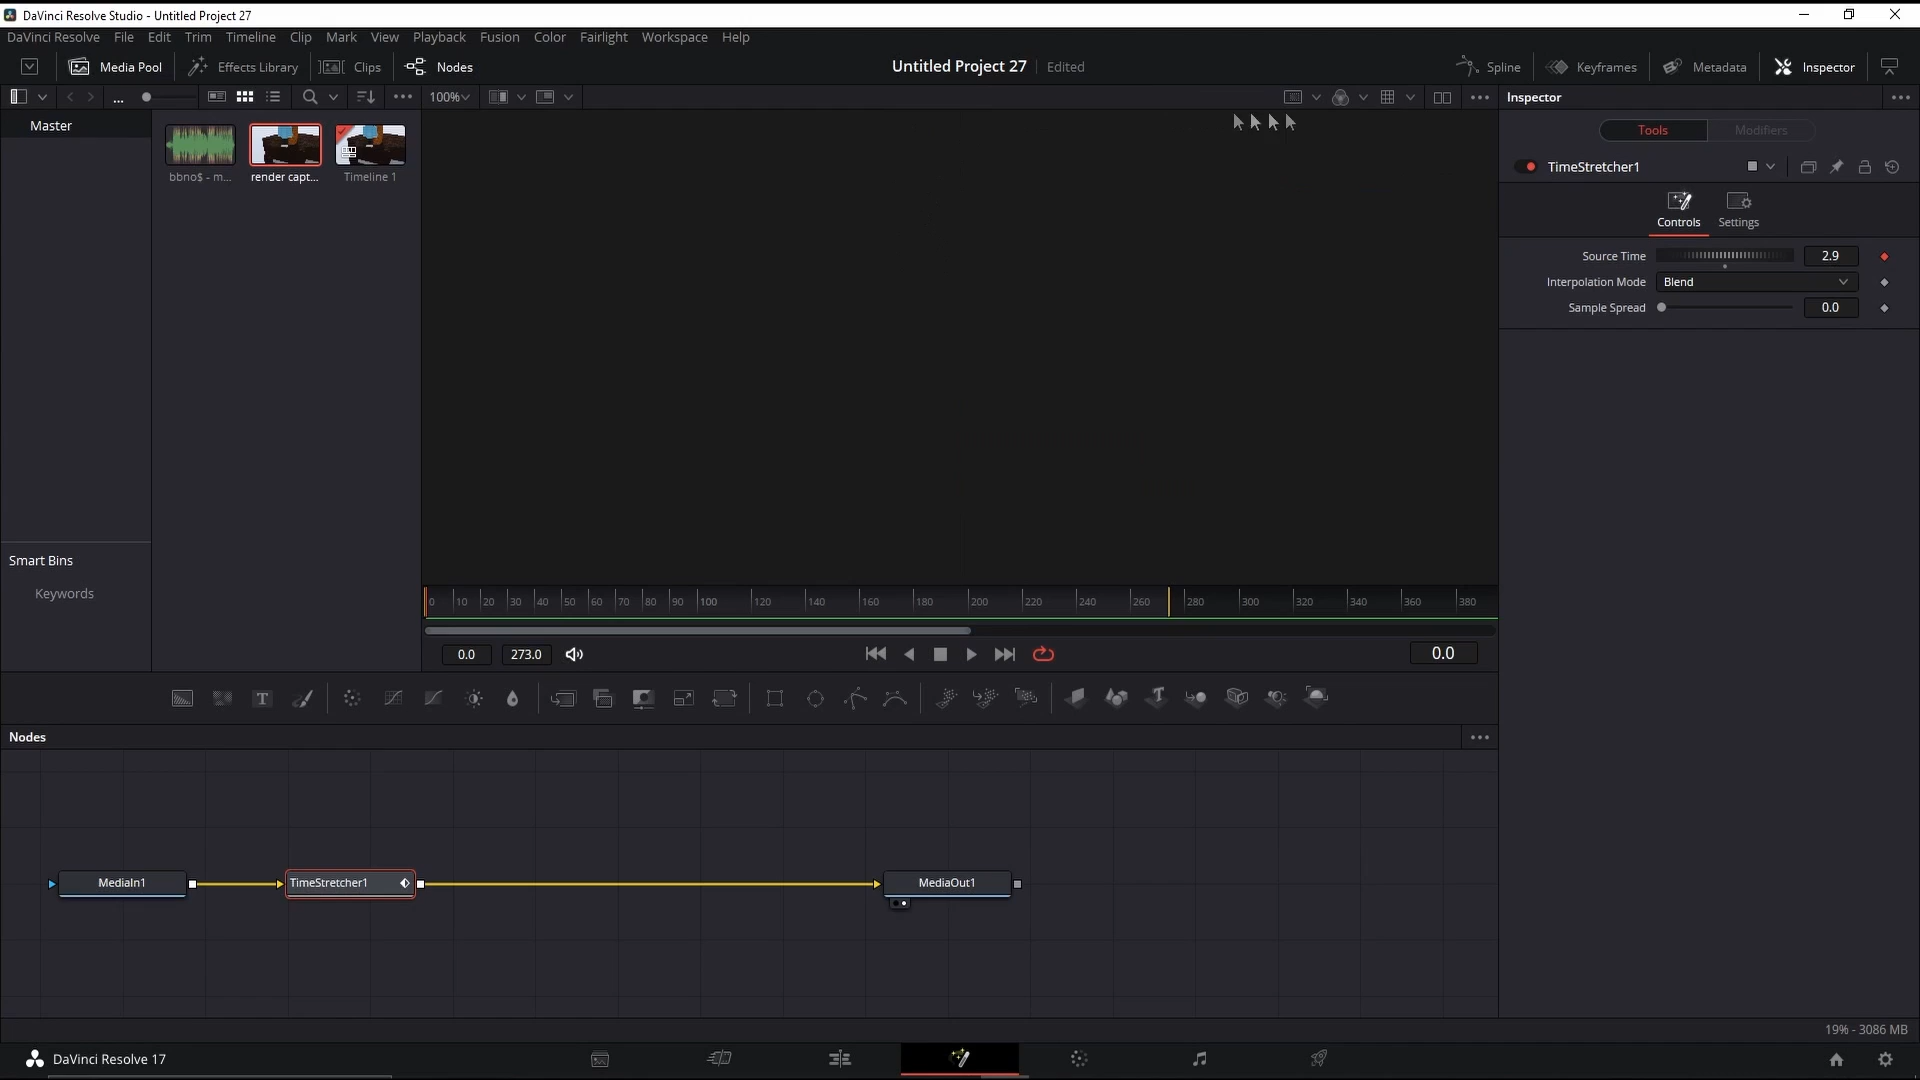 DaVinci Resolve Studio - Untitled Project 27
DaVinci Resolve File Edit Trim Timeline Clip Mark View Playback Fusion Color Fairlight Workspace Help
Media Pool Effects Library Clips Nodes Untitled Project 27 Edited Spline Keyframes Metadata Inspector
... 100% Inspector
Master
Tools Modifiers
TimeStretcher1
bbno$ - m... render capt... Timeline 1
Controls Settings
Source Time 2.9
Interpolation Mode Blend
Sample Spread 0.0
Smart Bins
Keywords
0 10 20 30 40 50 60 70 80 90 100 120 140 160 180 200 220 240 260 280 300 320 340 360 380
0.0 273.0 0.0
Nodes
MediaIn1 TimeStretcher1 MediaOut1
19% - 3086 MB
DaVinci Resolve 17